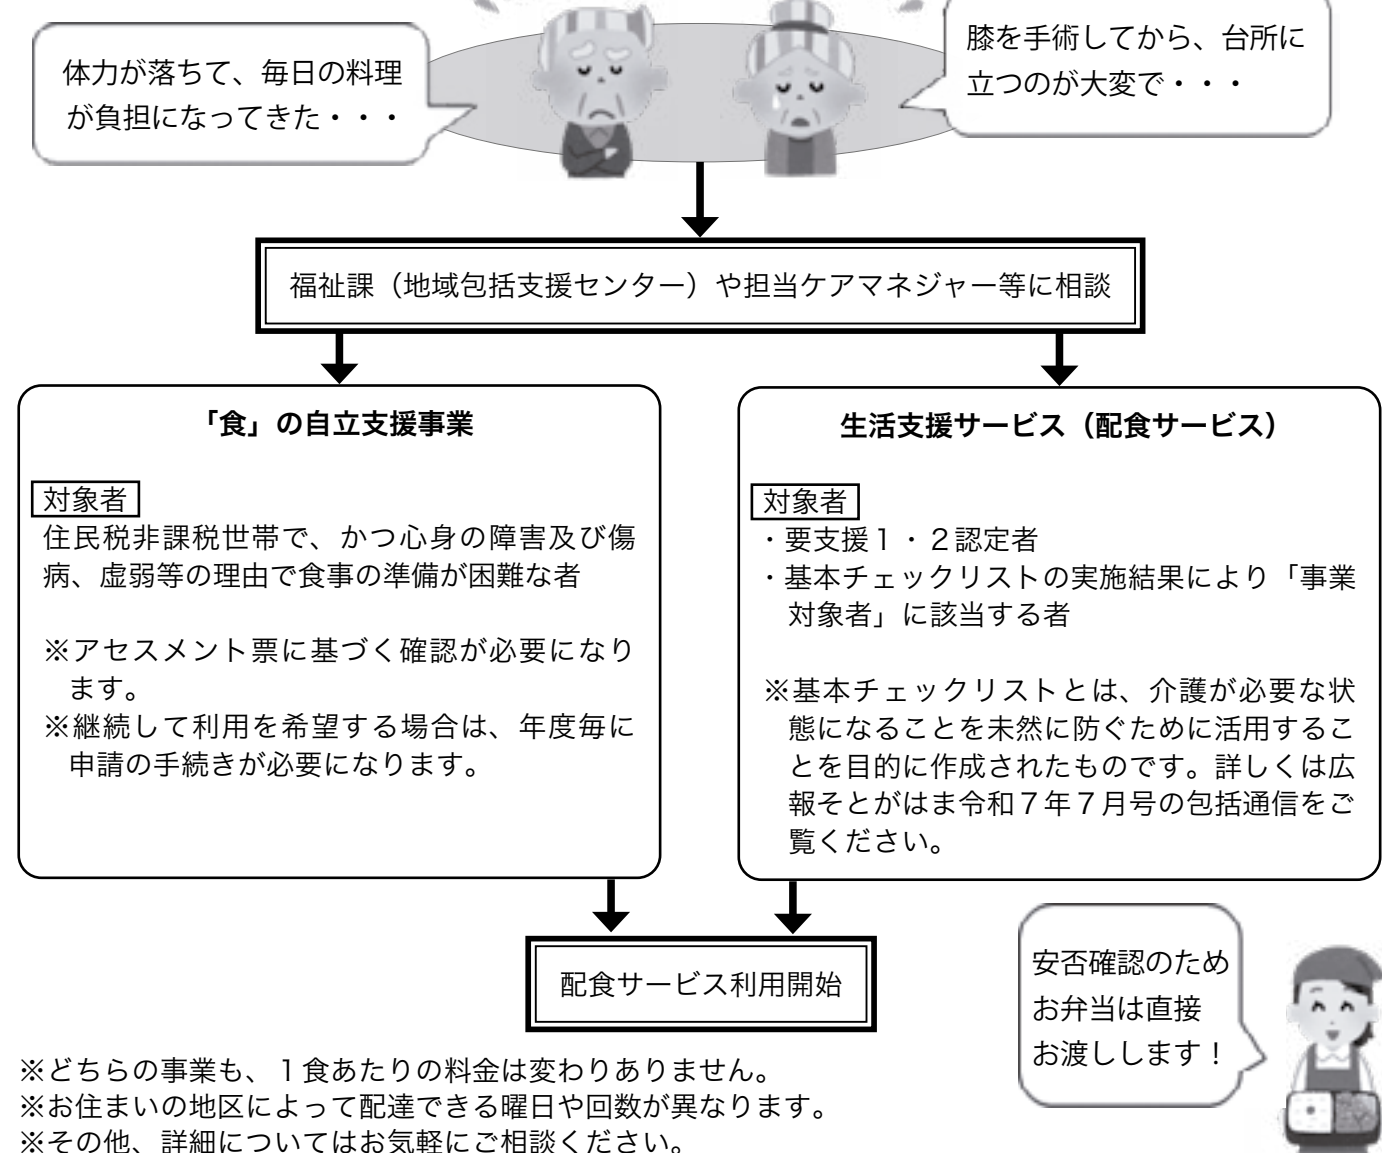 体力が落ちて、毎日の料理
が負担になってきた・・・
膝を手術してから、台所に
立つのが大変で・・・
福祉課（地域包括支援センター）や担当ケアマネジャー等に相談
「食」の自立支援事業
対象者
住民税非課税世帯で、かつ心身の障害及び傷
病、虚弱等の理由で食事の準備が困難な者
※アセスメント票に基づく確認が必要になり
ます。
※継続して利用を希望する場合は、年度毎に
申請の手続きが必要になります。
生活支援サービス（配食サービス）
対象者
・要支援１・２認定者
・基本チェックリストの実施結果により「事業
対象者」に該当する者
※基本チェックリストとは、介護が必要な状
態になることを未然に防ぐために活用するこ
とを目的に作成されたものです。詳しくは広
報そとがはま令和７年７月号の包括通信をご
覧ください。
配食サービス利用開始
安否確認のため
お弁当は直接
お渡しします！
※どちらの事業も、１食あたりの料金は変わりありません。
※お住まいの地区によって配達できる曜日や回数が異なります。
※その他、詳細についてはお気軽にご相談ください。